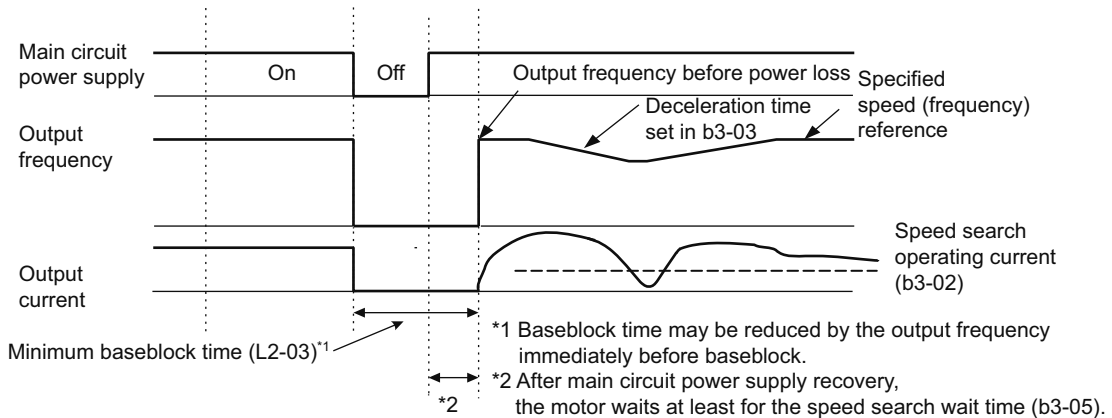 Main circuit
power supply
On
Off
Output frequency before power loss
Specified
speed (frequency)
reference
Deceleration time
set in b3-03
Output
frequency
Speed search
operating current
(b3-02)
Output
current
Minimum baseblock time (L2-03)*1
*1 Baseblock time may be reduced by the output frequency
immediately before baseblock.
*2
*2 After main circuit power supply recovery,
the motor waits at least for the speed search wait time (b3-05).